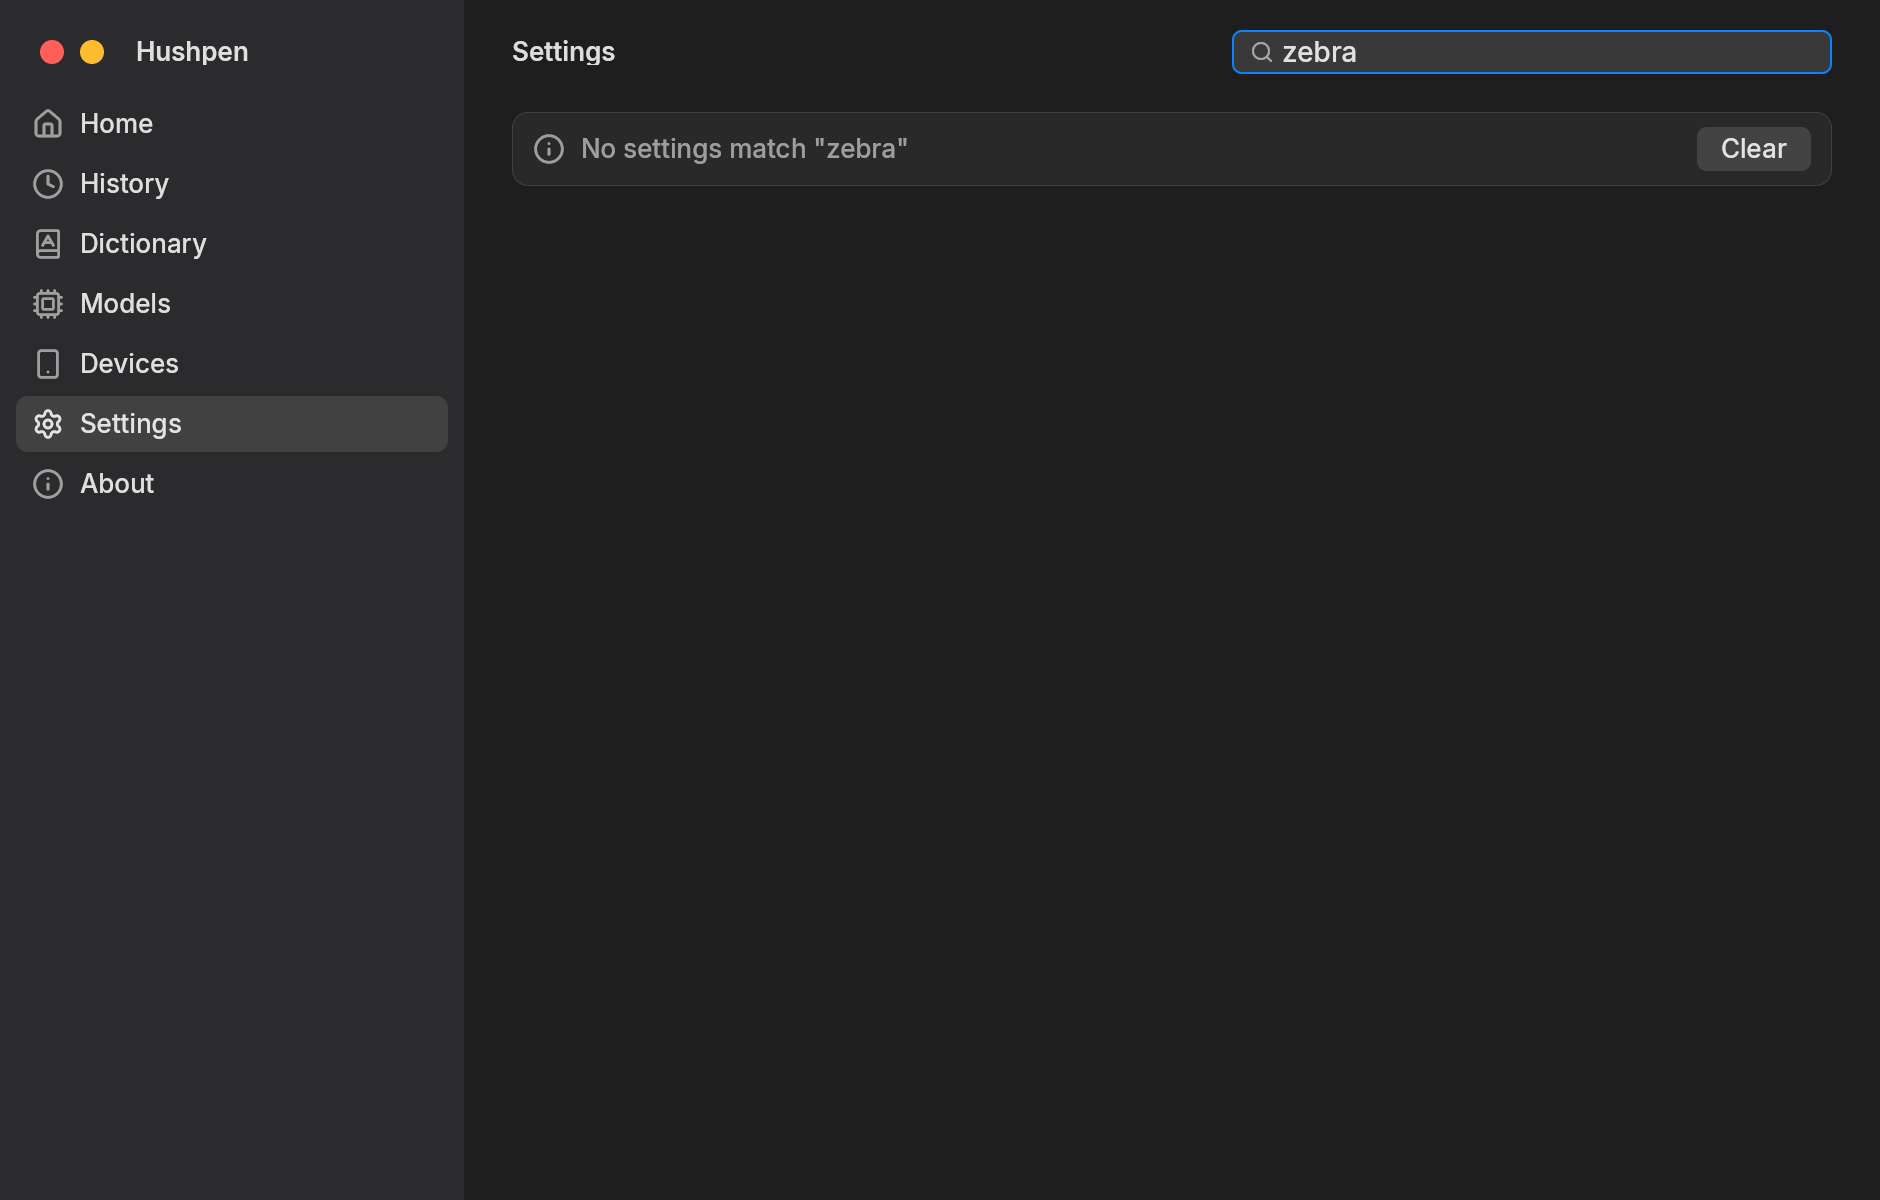 Hushpen
Home
History
Dictionary
Models
Devices
Settings
About
Settings
zebra
No settings match "zebra"
Clear